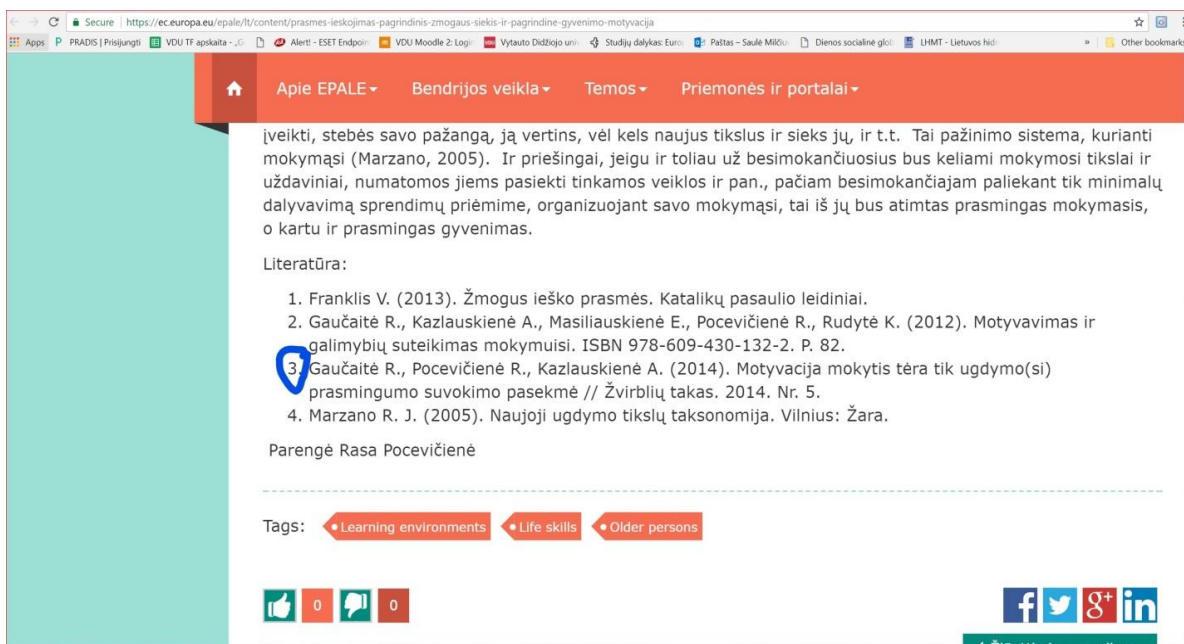 Secure https://ec.europa.eu/epale/lt/content/prasmes-ieskojimas-pagrindinis-zmogaus-siekis-ir-pagrindine-gyvenimo-motyvacija
Apps PRADIS | Prisijungti VDU TF apskaita - Alert! - ESET Endpoin VDU Moodle 2: Login Vytauto Didžiojo uni Studijų dalykas: Euro Paštas – Saulė Dienos socialinė glo LHMT - Lietuvos hid » Other bookmarks
Apie EPALE Bendrijos veikla Temos Priemonės ir portalai
įveikti, stebės savo pažangą, ją vertins, vėl kels naujus tikslus ir sieks jų, ir t.t. Tai pažinimo sistema, kurianti
mokymąsi (Marzano, 2005). Ir priešingai, jeigu ir toliau už besimokančiuosius bus keliami mokymosi tikslai ir
uždaviniai, numatomos jiems pasiekti tinkamos veiklos ir pan., pačiam besimokančiajam paliekant tik minimalų
dalyvavimą sprendimų priėmime, organizuojant savo mokymąsi, tai iš jų bus atimtas prasmingas mokymasis,
o kartu ir prasmingas gyvenimas.
Literatūra:
1. Franklis V. (2013). Žmogus ieško prasmės. Katalikų pasaulio leidiniai.
2. Gaučaitė R., Kazlauskienė A., Masiliauskienė E., Pocevičienė R., Rudytė K. (2012). Motyvavimas ir
galimybių suteikimas mokymuisi. ISBN 978-609-430-132-2. P. 82.
3. Gaučaitė R., Pocevičienė R., Kazlauskienė A. (2014). Motyvacija mokytis tėra tik ugdymo(si)
prasmingumo suvokimo pasekmė // Žvirblių takas. 2014. Nr. 5.
4. Marzano R. J. (2005). Naujoji ugdymo tikslų taksonomija. Vilnius: Žara.
Parengė Rasa Pocevičienė
Tags: Learning environments Life skills Older persons
0 0